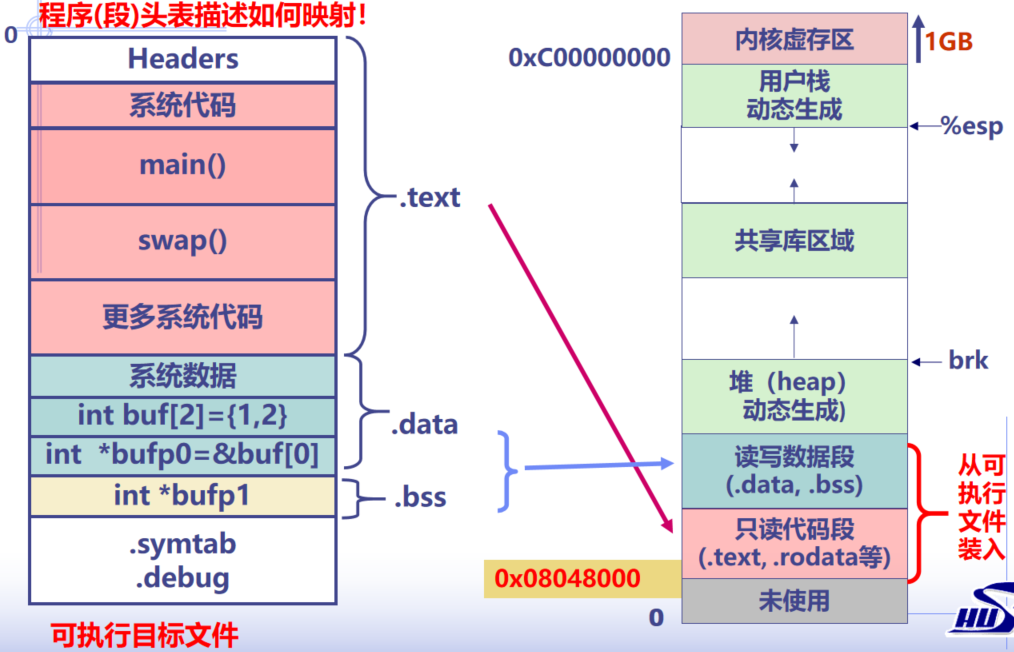 程序(段)头表描述如何映射!
0
Headers
系统代码
main()
swap()
更多系统代码
.text
系统数据
int buf[2]={1,2}
int *bufp0=&buf[0]
.data
int *bufp1
.bss
.symtab
.debug
可执行目标文件
0xC00000000
内核虚存区
1GB
用户栈
动态生成
%esp
共享库区域
brk
堆（heap）
动态生成)
读写数据段
(.data, .bss)
只读代码段
(.text, .rodata等)
从可
执行
文件
装入
0x08048000
未使用
0